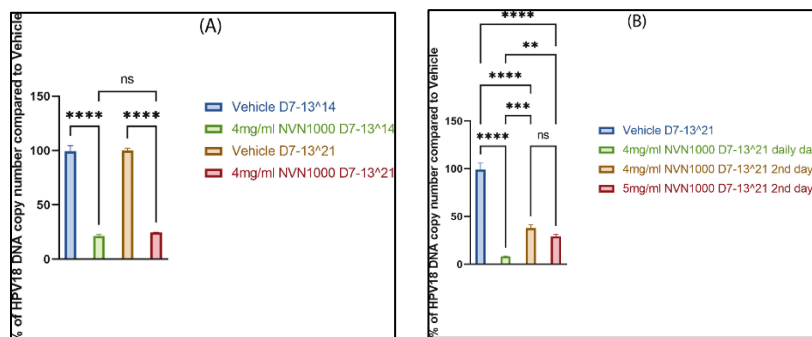 (A)
% of HPV18 DNA copy number compared to Vehicle
150
100
50
0
ns
**** ****
Vehicle D7-13^14
4mg/ml NVN1000 D7-13^14
Vehicle D7-13^21
4mg/ml NVN1000 D7-13^21
(B)
% of HPV18 DNA copy number compared to Vehicle
150
100
50
0
****
**
****
***
****
ns
Vehicle D7-13^21
4mg/ml NVN1000 D7-13^21 daily da
4mg/ml NVN1000 D7-13^21 2nd day
5mg/ml NVN1000 D7-13^21 2nd day